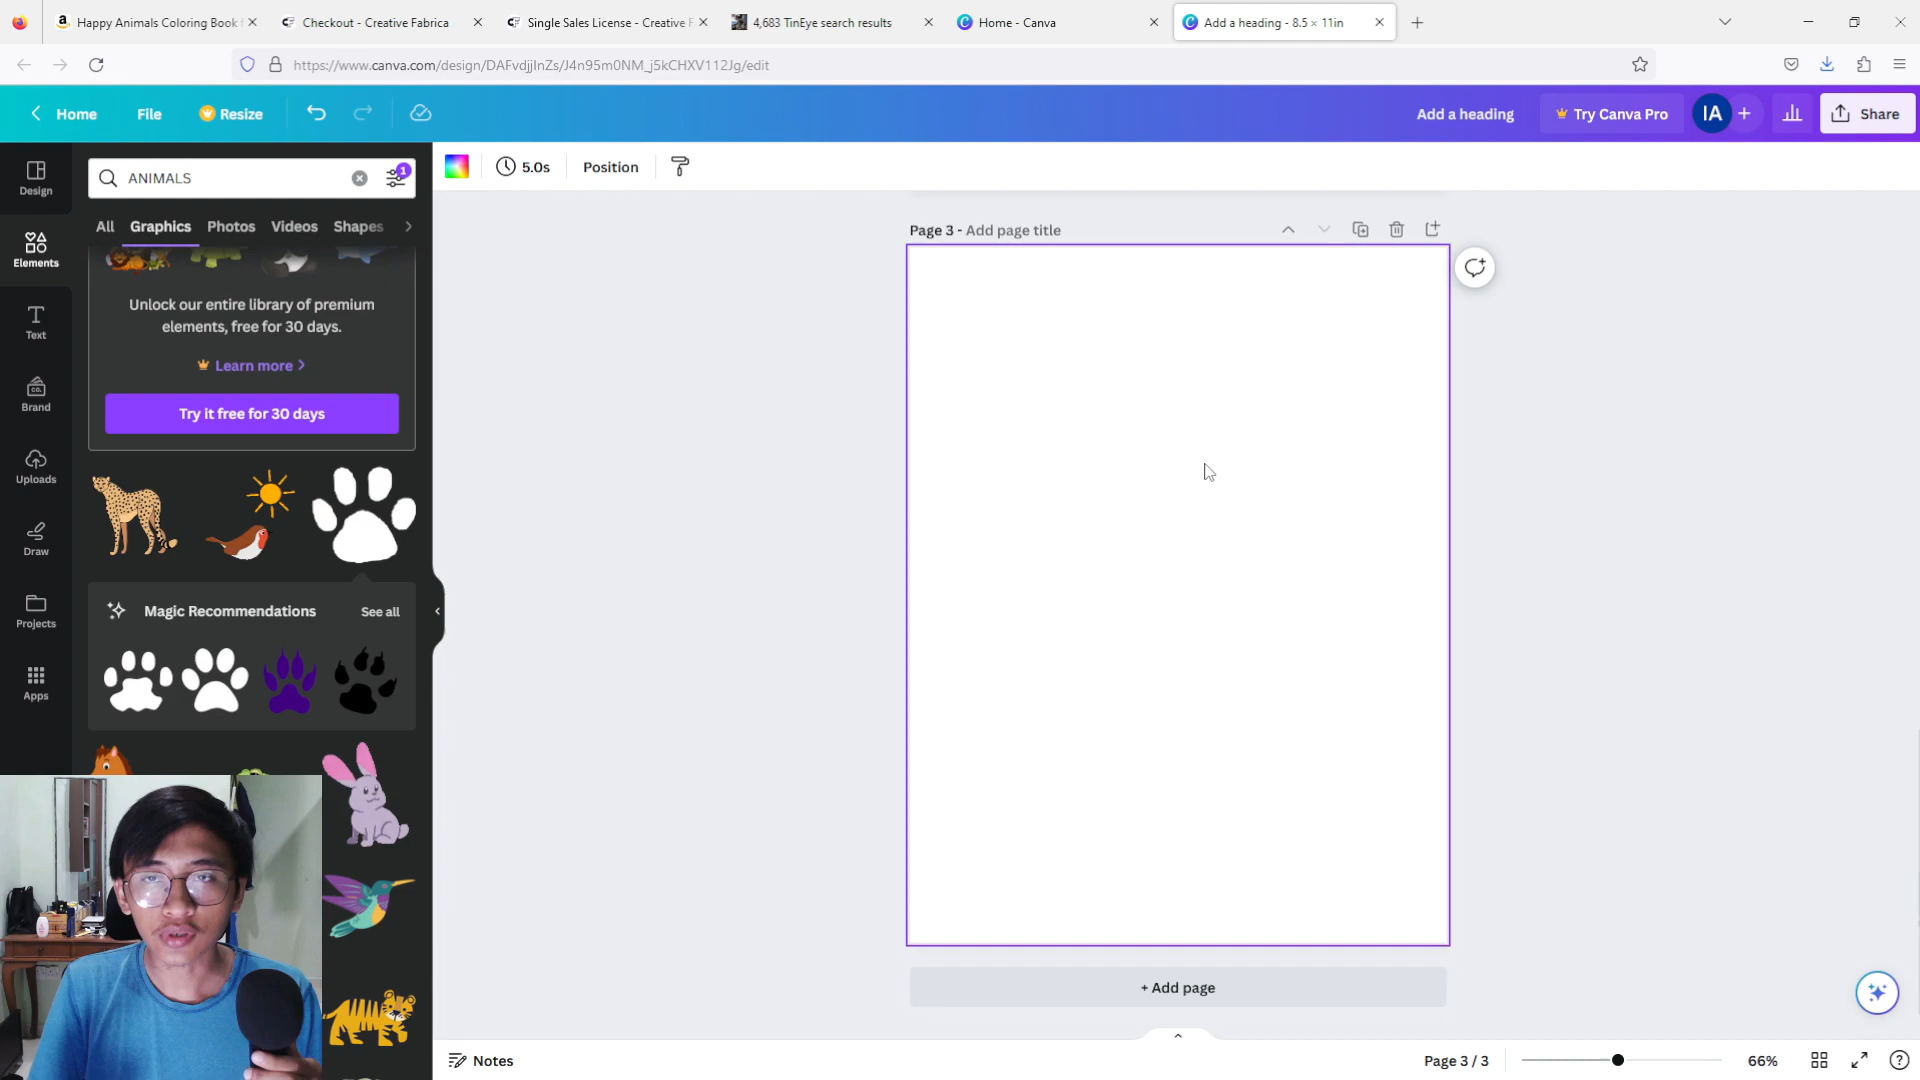 Happy Animals Coloring Book f
Checkout - Creative Fabrica
Single Sales License - Creative F
4,683 TinEye search results
Home - Canva
Add a heading - 8.5 × 11in
https://www.canva.com/design/DAFvdjjInZs/J4n95m0NM_j5kCHXV112Jg/edit
Home
File
Resize
Add a heading
Try Canva Pro
IA
Share
Design
Elements
Text
Brand
Uploads
Draw
Projects
Apps
ANIMALS
1
All
Graphics
Photos
Videos
Shapes
Unlock our entire library of premium
elements, free for 30 days.
Learn more
Try it free for 30 days
Magic Recommendations
See all
5.0s
Position
Page 3 - Add page title
+ Add page
Notes
Page 3 / 3
66%